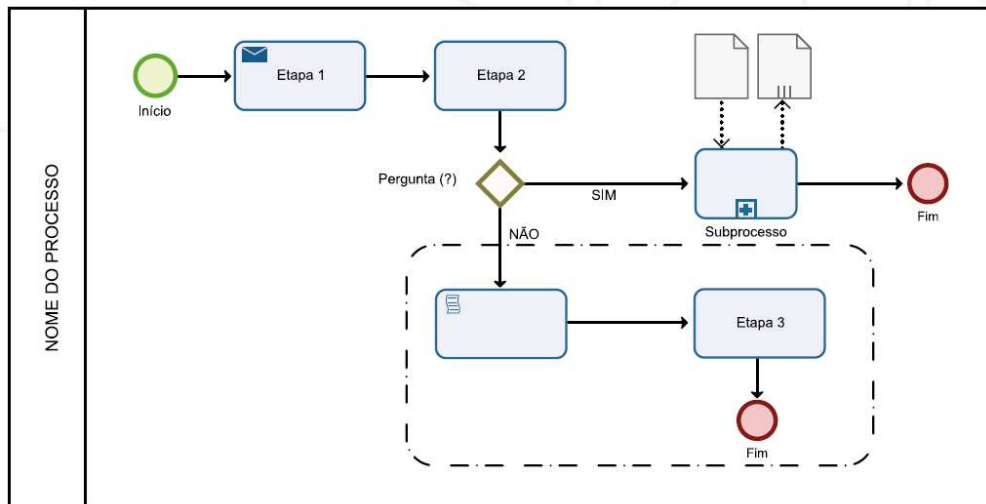 NOME DO PROCESSO
Início
Etapa 1
Etapa 2
Pergunta (?)
SIM
Subprocesso
Fim
NÃO
Etapa 3
Fim